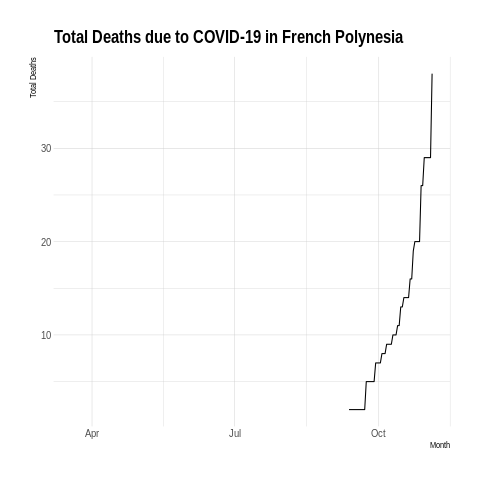 Total Deaths due to COVID-19 in French Polynesia
Total Deaths
30
20
10
Apr Jul Oct
Month